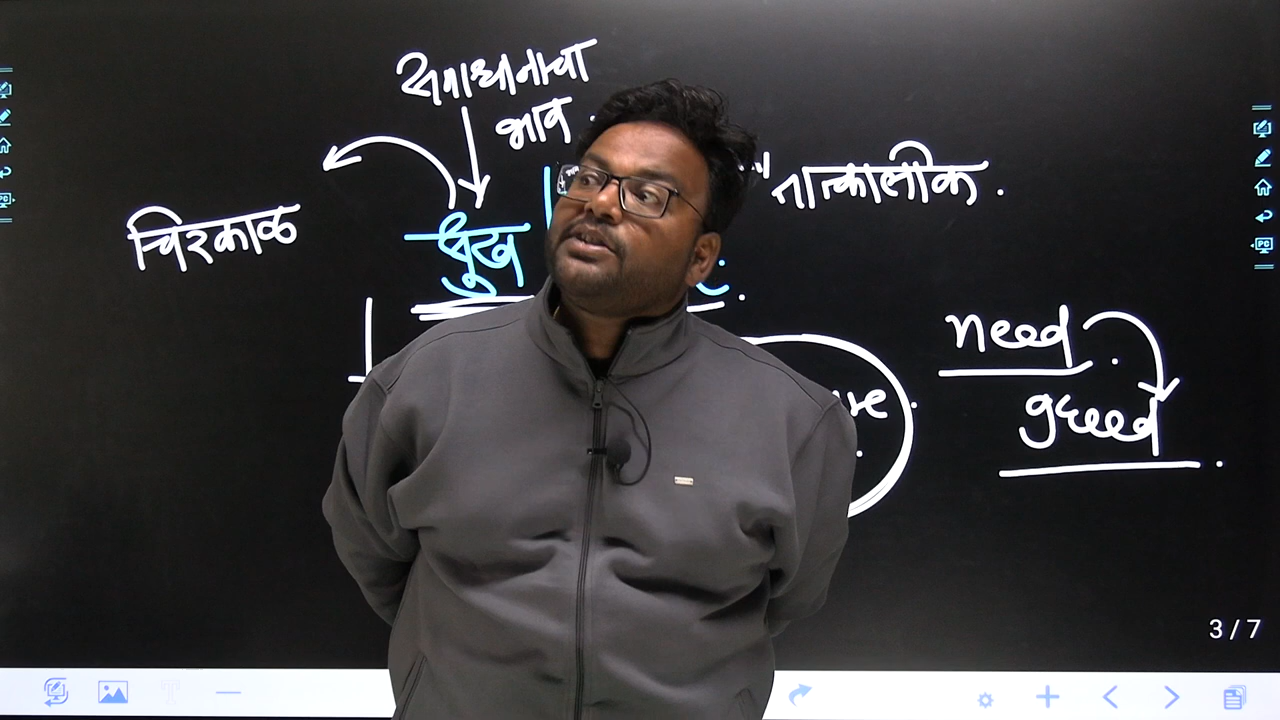 समाधानाचा
भाव.
तात्कालीक.
चिरकाळ
सुख
need.
greed.
3 / 7